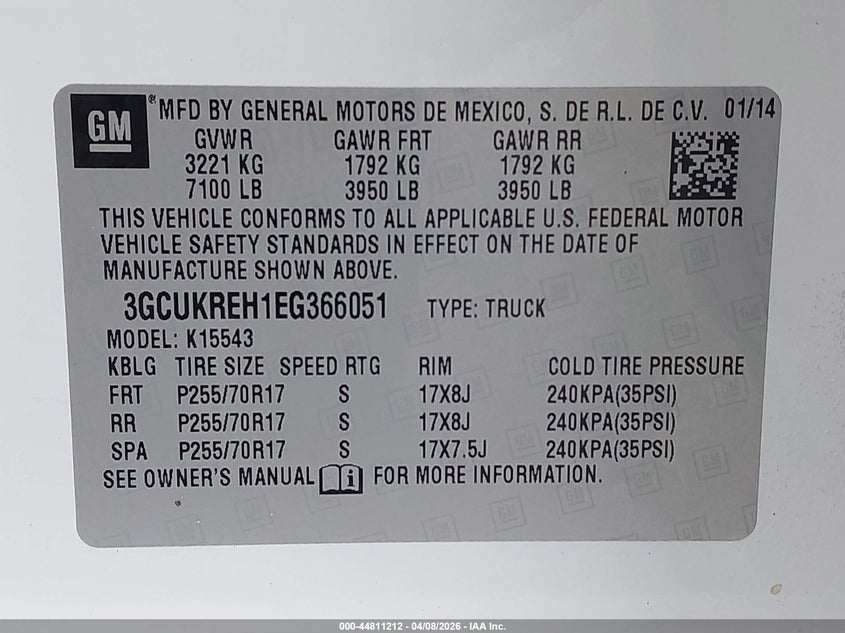 GM ® MFD BY GENERAL MOTORS DE MEXICO, S. DE R.L. DE C.V. 01/14
GVWR GAWR FRT GAWR RR
3221 KG 1792 KG 1792 KG
7100 LB 3950 LB 3950 LB
THIS VEHICLE CONFORMS TO ALL APPLICABLE U.S. FEDERAL MOTOR
VEHICLE SAFETY STANDARDS IN EFFECT ON THE DATE OF
MANUFACTURE SHOWN ABOVE.
3GCUKREH1EG366051 TYPE: TRUCK
MODEL: K15543
KBLG TIRE SIZE SPEED RTG RIM COLD TIRE PRESSURE
FRT P255/70R17 S 17X8J 240KPA(35PSI)
RR P255/70R17 S 17X8J 240KPA(35PSI)
SPA P255/70R17 S 17X7.5J 240KPA(35PSI)
SEE OWNER'S MANUAL i FOR MORE INFORMATION.
000-44811212 - 04/08/2026 - IAA Inc.